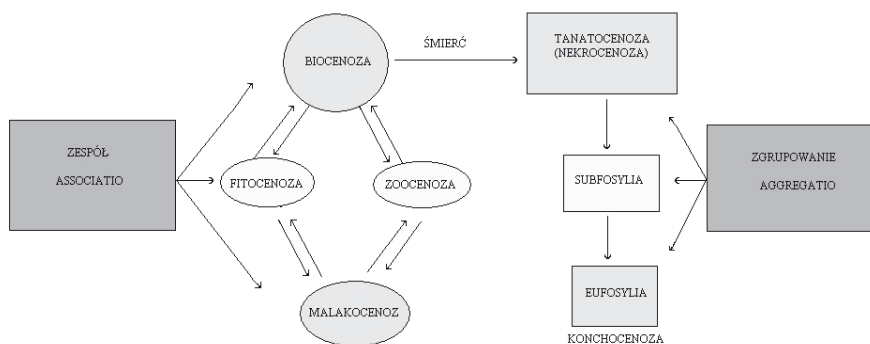 ZESPÓŁ
ASSOCIATIO
BIOCENOZA
ŚMIERĆ
TANATOCENOZA
(NEKROCENOZA)
FITOCENOZA
ZOOCENOZA
MALAKOCENOZ
SUBFOSYLIA
EUFOSYLIA
KONCHOCENOZA
ZGRUPOWANIE
AGGREGATIO